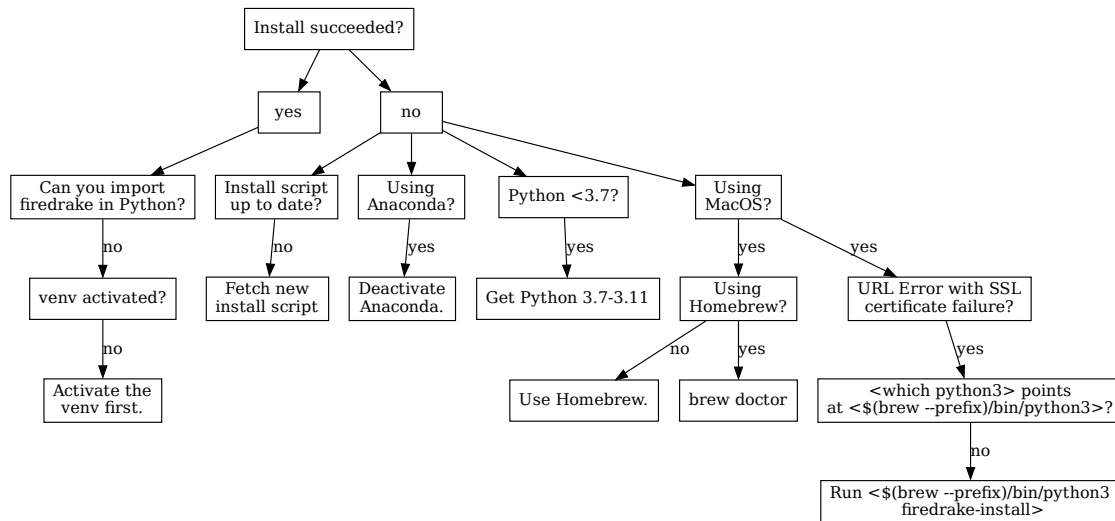 Install succeeded?
yes
no
Can you import
firedrake in Python?
Install script
up to date?
Using
Anaconda?
Python <3.7?
Using
MacOS?
no
no
yes
yes
yes
yes
venv activated?
Fetch new
install script
Deactivate
Anaconda.
Get Python 3.7-3.11
Using
Homebrew?
URL Error with SSL
certificate failure?
no
no
yes
yes
Activate the
venv first.
Use Homebrew.
brew doctor
<which python3> points
at <$(brew --prefix)/bin/python3>?
no
Run <$(brew --prefix)/bin/python3
firedrake-install>